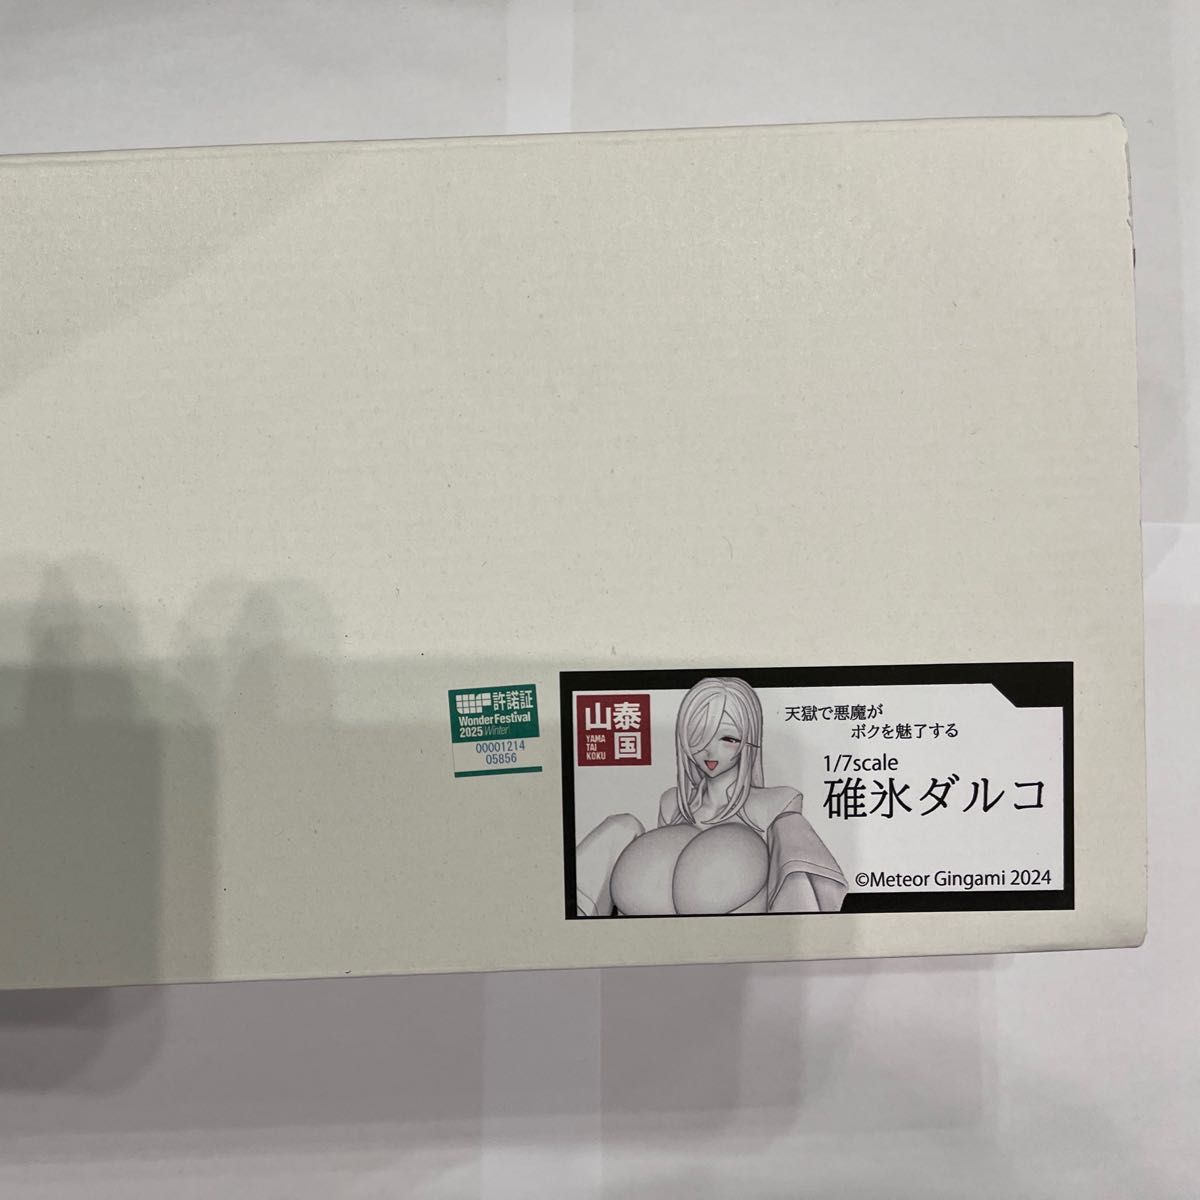 WF 許諾証
Wonder Festival
2025 Winter
00001214
05856
山泰国
YAMA
TAI
KOKU
天獄で悪魔が
ボクを魅了する
1/7scale
碓氷ダルコ
©Meteor Gingami 2024